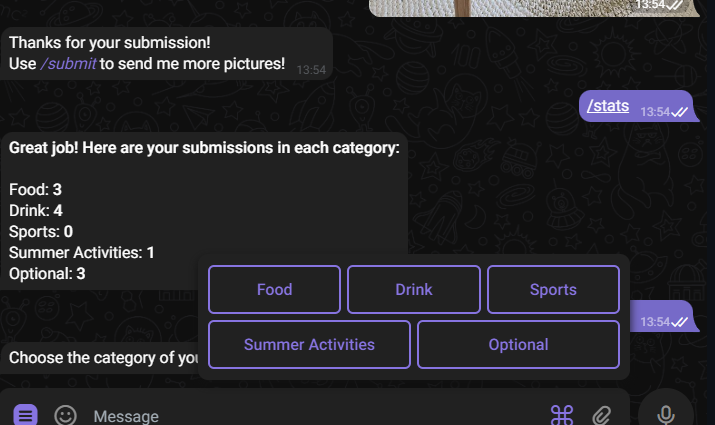 13:54
Thanks for your submission!
Use /submit to send me more pictures! 13:54
/stats 13:54
Great job! Here are your submissions in each category:
Food: 3
Drink: 4
Sports: 0
Summer Activities: 1
Optional: 3
Food Drink Sports
13:54
Summer Activities Optional
Choose the category of
Message